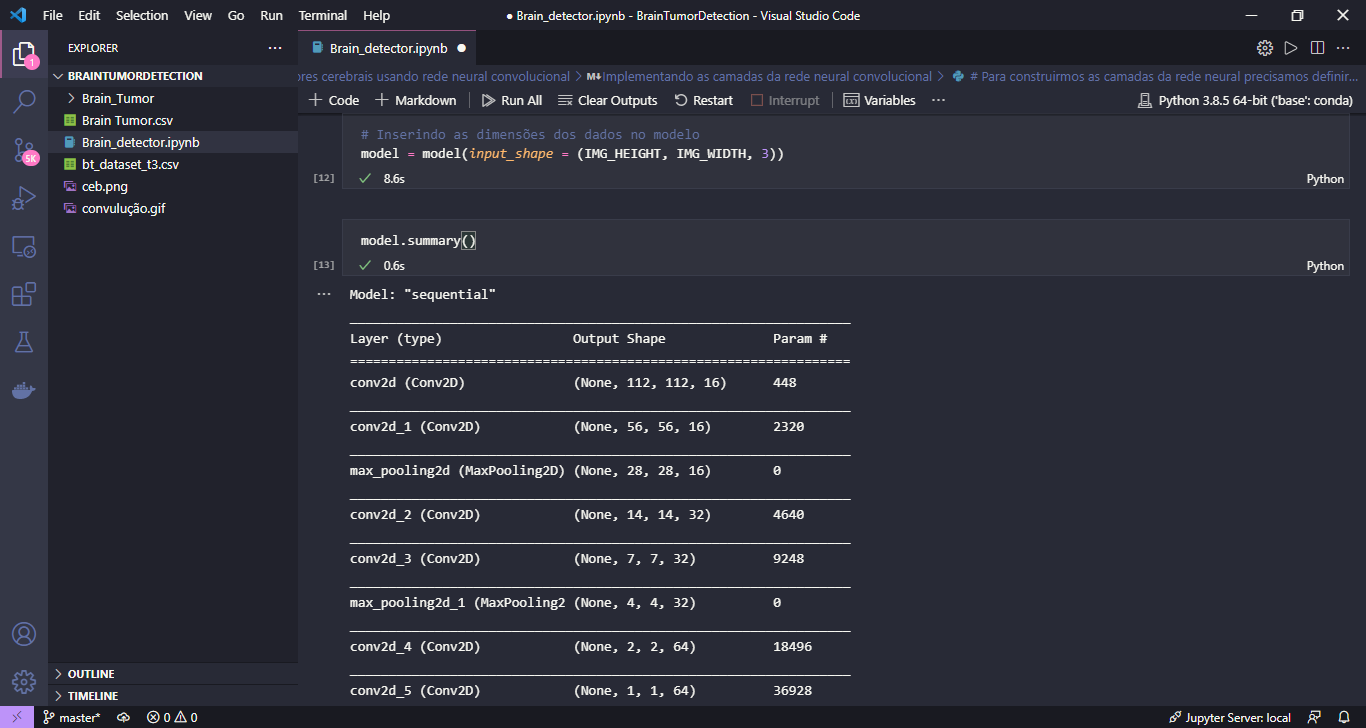 File Edit Selection View Go Run Terminal Help ● Brain_detector.ipynb - BrainTumorDetection - Visual Studio Code
EXPLORER ··· Brain_detector.ipynb ●
1
BRAINTUMORDETECTION
ores cerebrais usando rede neural convolucional > M↓Implementando as camadas da rede neural convolucional > # Para construirmos as camadas da rede neural precisamos definir...
Brain_Tumor
+ Code + Markdown Run All Clear Outputs Restart Interrupt Variables ··· Python 3.8.5 64-bit ('base': conda)
Brain Tumor.csv
Brain_detector.ipynb
bt_dataset_t3.csv
ceb.png
convulução.gif
5K
# Inserindo as dimensões dos dados no modelo
model = model(input_shape = (IMG_HEIGHT, IMG_WIDTH, 3))
[12] ✓ 8.6s Python
model.summary()
[13] ✓ 0.6s Python
··· Model: "sequential"
_________________________________________________________________
Layer (type) Output Shape Param #
=================================================================
conv2d (Conv2D) (None, 112, 112, 16) 448
_________________________________________________________________
conv2d_1 (Conv2D) (None, 56, 56, 16) 2320
_________________________________________________________________
max_pooling2d (MaxPooling2D) (None, 28, 28, 16) 0
_________________________________________________________________
conv2d_2 (Conv2D) (None, 14, 14, 32) 4640
_________________________________________________________________
conv2d_3 (Conv2D) (None, 7, 7, 32) 9248
_________________________________________________________________
max_pooling2d_1 (MaxPooling2 (None, 4, 4, 32) 0
_________________________________________________________________
conv2d_4 (Conv2D) (None, 2, 2, 64) 18496
_________________________________________________________________
conv2d_5 (Conv2D) (None, 1, 1, 64) 36928
OUTLINE
TIMELINE
master* 0 0 Jupyter Server: local